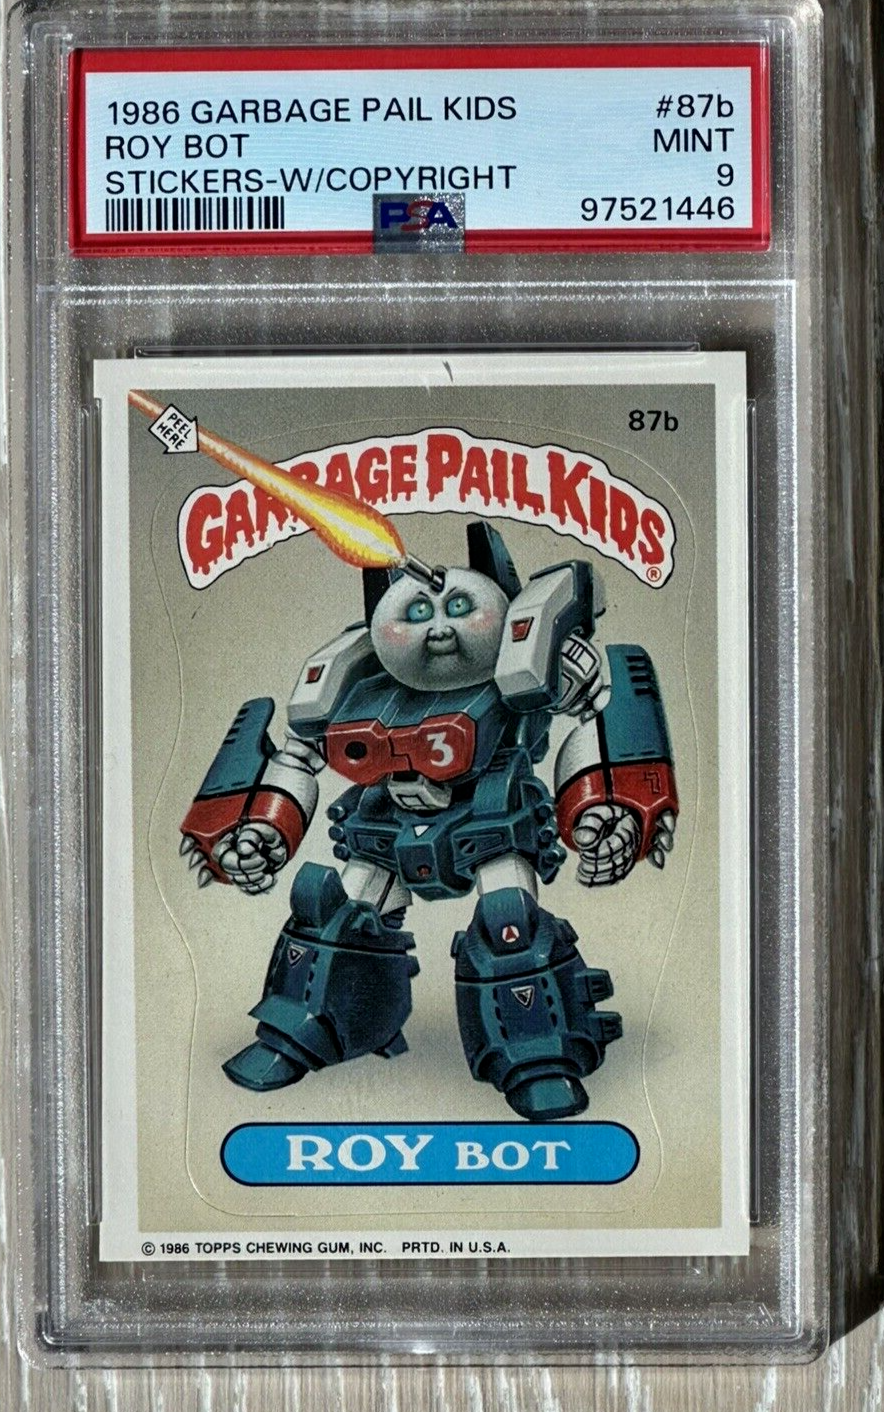 1986 GARBAGE PAIL KIDS #87b
ROY BOT MINT
STICKERS-W/COPYRIGHT 9
PSA 97521446
87b
PEEL
HERE
GARBAGE PAIL KIDS
®
3
ROY BOT
© 1986 TOPPS CHEWING GUM, INC. PRTD. IN U.S.A.